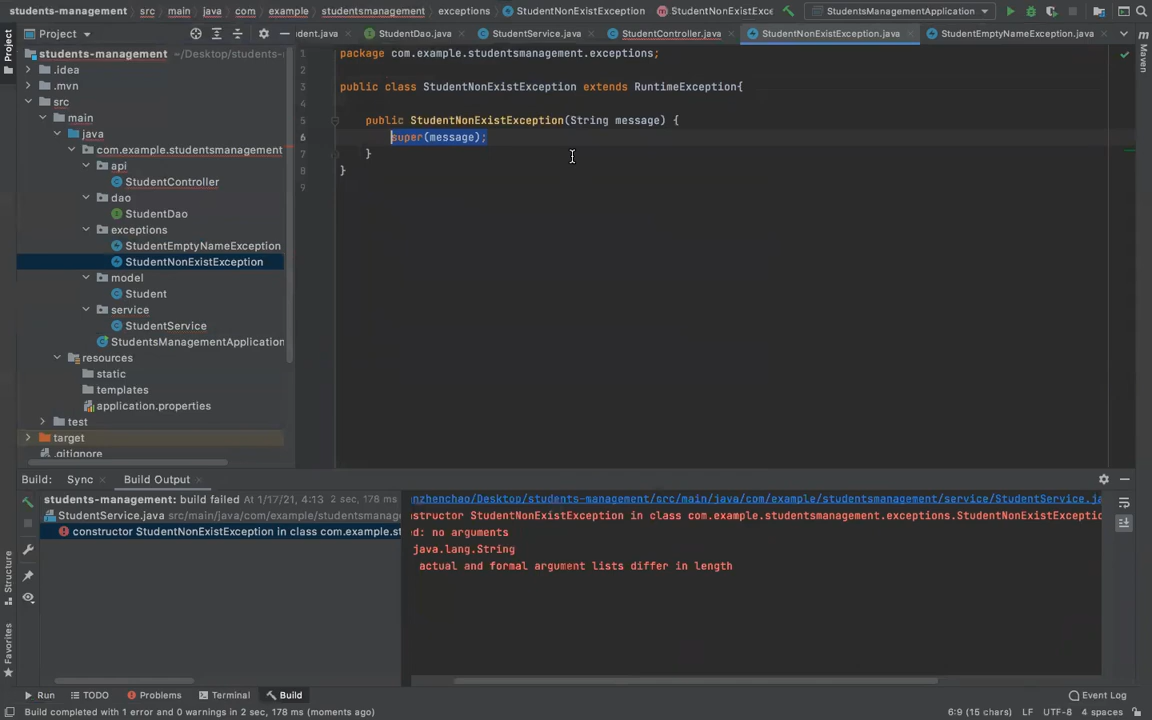 students-management src main java com example studentsmanagement exceptions StudentNonExistException StudentNonExistExce StudentsManagementApplication
Project udent.java StudentDao.java StudentService.java StudentController.java StudentNonExistException.java StudentEmptyNameException.java
students-management ~/Desktop/students-
.idea
.mvn
src
main
java
com.example.studentsmanagement
api
StudentController
dao
StudentDao
exceptions
StudentEmptyNameException
StudentNonExistException
model
Student
service
StudentService
StudentsManagementApplication
resources
static
templates
application.properties
test
target
.gitignore
1 package com.example.studentsmanagement.exceptions;
2
3 public class StudentNonExistException extends RuntimeException{
4
5 public StudentNonExistException(String message) {
6 super(message);
7 }
8 }
9
Project
Structure
Favorites
Maven
Build: Sync Build Output
students-management: build failed At 1/17/21, 4:13 2 sec, 178 ms
StudentService.java src/main/java/com/example/studentsmanage
constructor StudentNonExistException in class com.example.st
nzhenchao/Desktop/students-management/src/main/java/com/example/studentsmanagement/service/StudentService.ja
structor StudentNonExistException in class com.example.studentsmanagement.exceptions.StudentNonExistExceptio
d: no arguments
java.lang.String
actual and formal argument lists differ in length
Run TODO Problems Terminal Build Event Log
Build completed with 1 error and 0 warnings in 2 sec, 178 ms (moments ago) 6:9 (15 chars) LF UTF-8 4 spaces